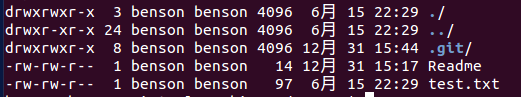 drwxrwxr-x  3 benson benson 4096  6月 15 22:29 ./
drwxr-xr-x 24 benson benson 4096  6月 15 22:29 ../
drwxrwxr-x  8 benson benson 4096 12月 31 15:44 .git/
-rw-rw-r--  1 benson benson   14 12月 31 15:17 Readme
-rw-rw-r--  1 benson benson   97  6月 15 22:29 test.txt